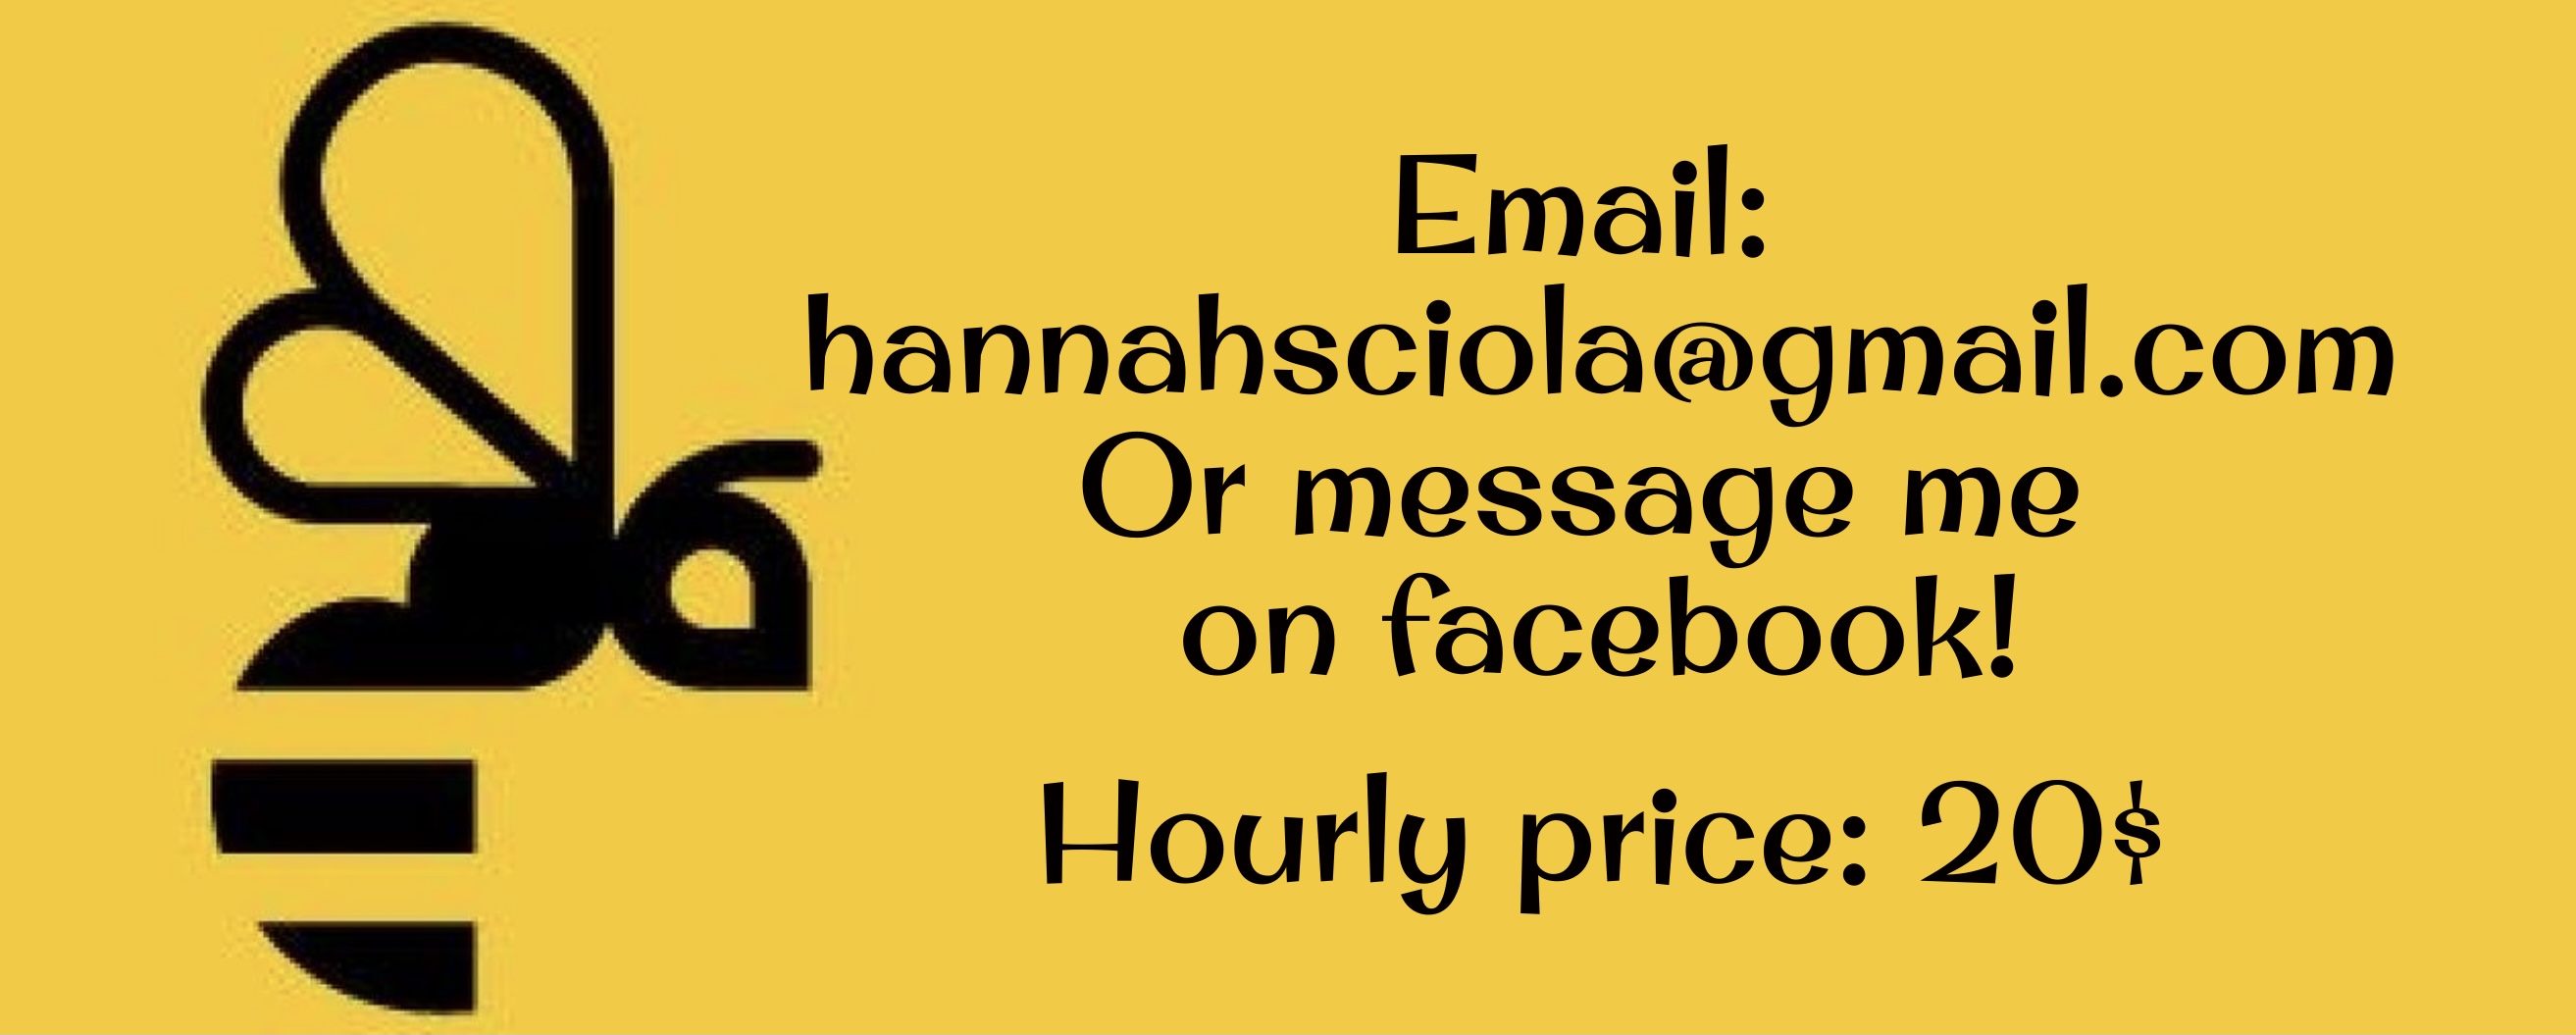 Email:
hannahsciola@gmail.com
Or message me
on facebook!
Hourly price: 20$